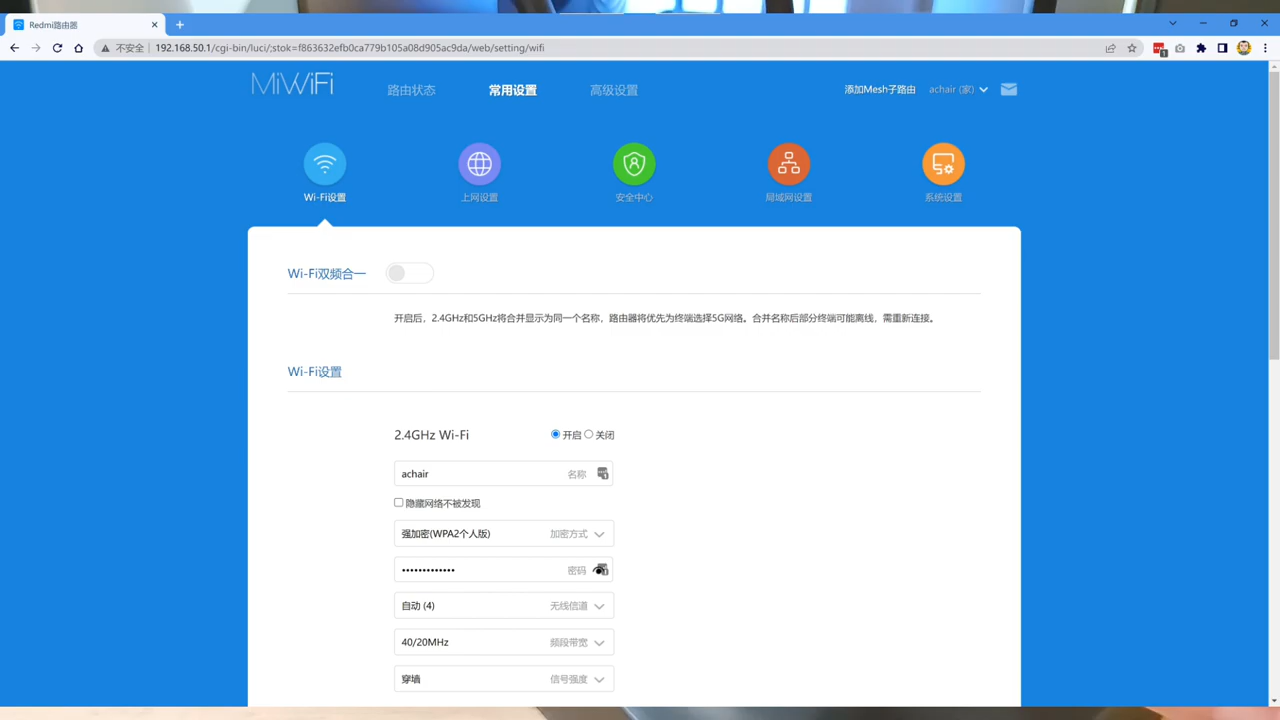 Redmi路由器
不安全 192.168.50.1/cgi-bin/luci/;stok=f863632efb0ca779b105a08d905ac9da/web/setting/wifi
1
MiWiFi 路由状态 常用设置 高级设置 添加Mesh子路由 achair (家)
Wi-Fi设置 上网设置 安全中心 局域网设置 系统设置
Wi-Fi双频合一
开启后，2.4GHz和5GHz将合并显示为同一个名称，路由器将优先为终端选择5G网络。合并名称后部分终端可能离线，需重新连接。
Wi-Fi设置
2.4GHz Wi-Fi 开启 关闭
achair 名称
隐藏网络不被发现
强加密(WPA2个人版) 加密方式
••••••••••••• 密码
自动 (4) 无线信道
40/20MHz 频段带宽
穿墙 信号强度